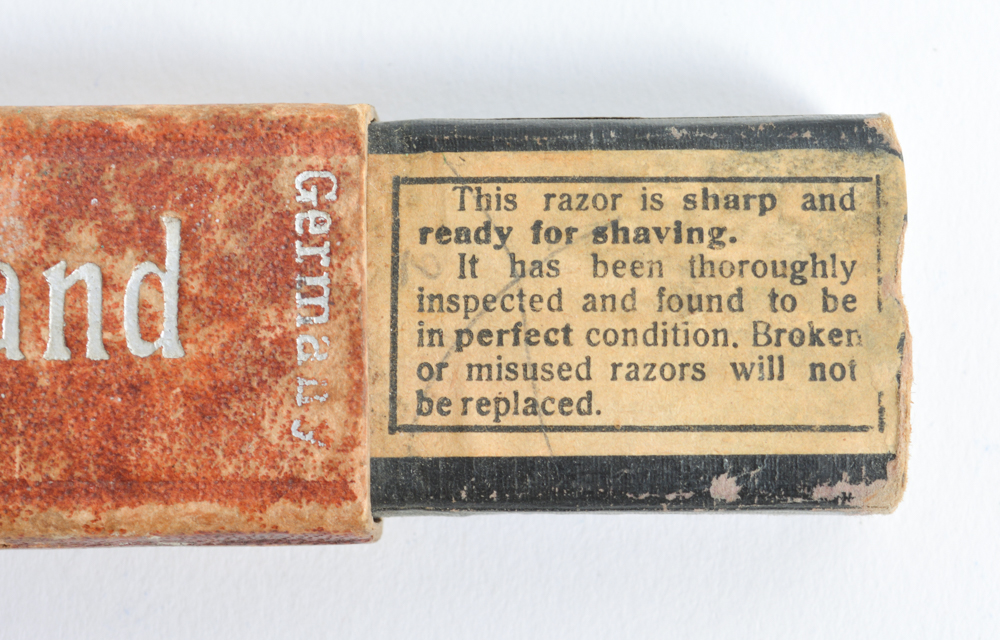 and
Germany
This razor is sharp and
ready for shaving.
It has been thoroughly
inspected and found to be
in perfect condition. Broken
or misused razors will not
be replaced.